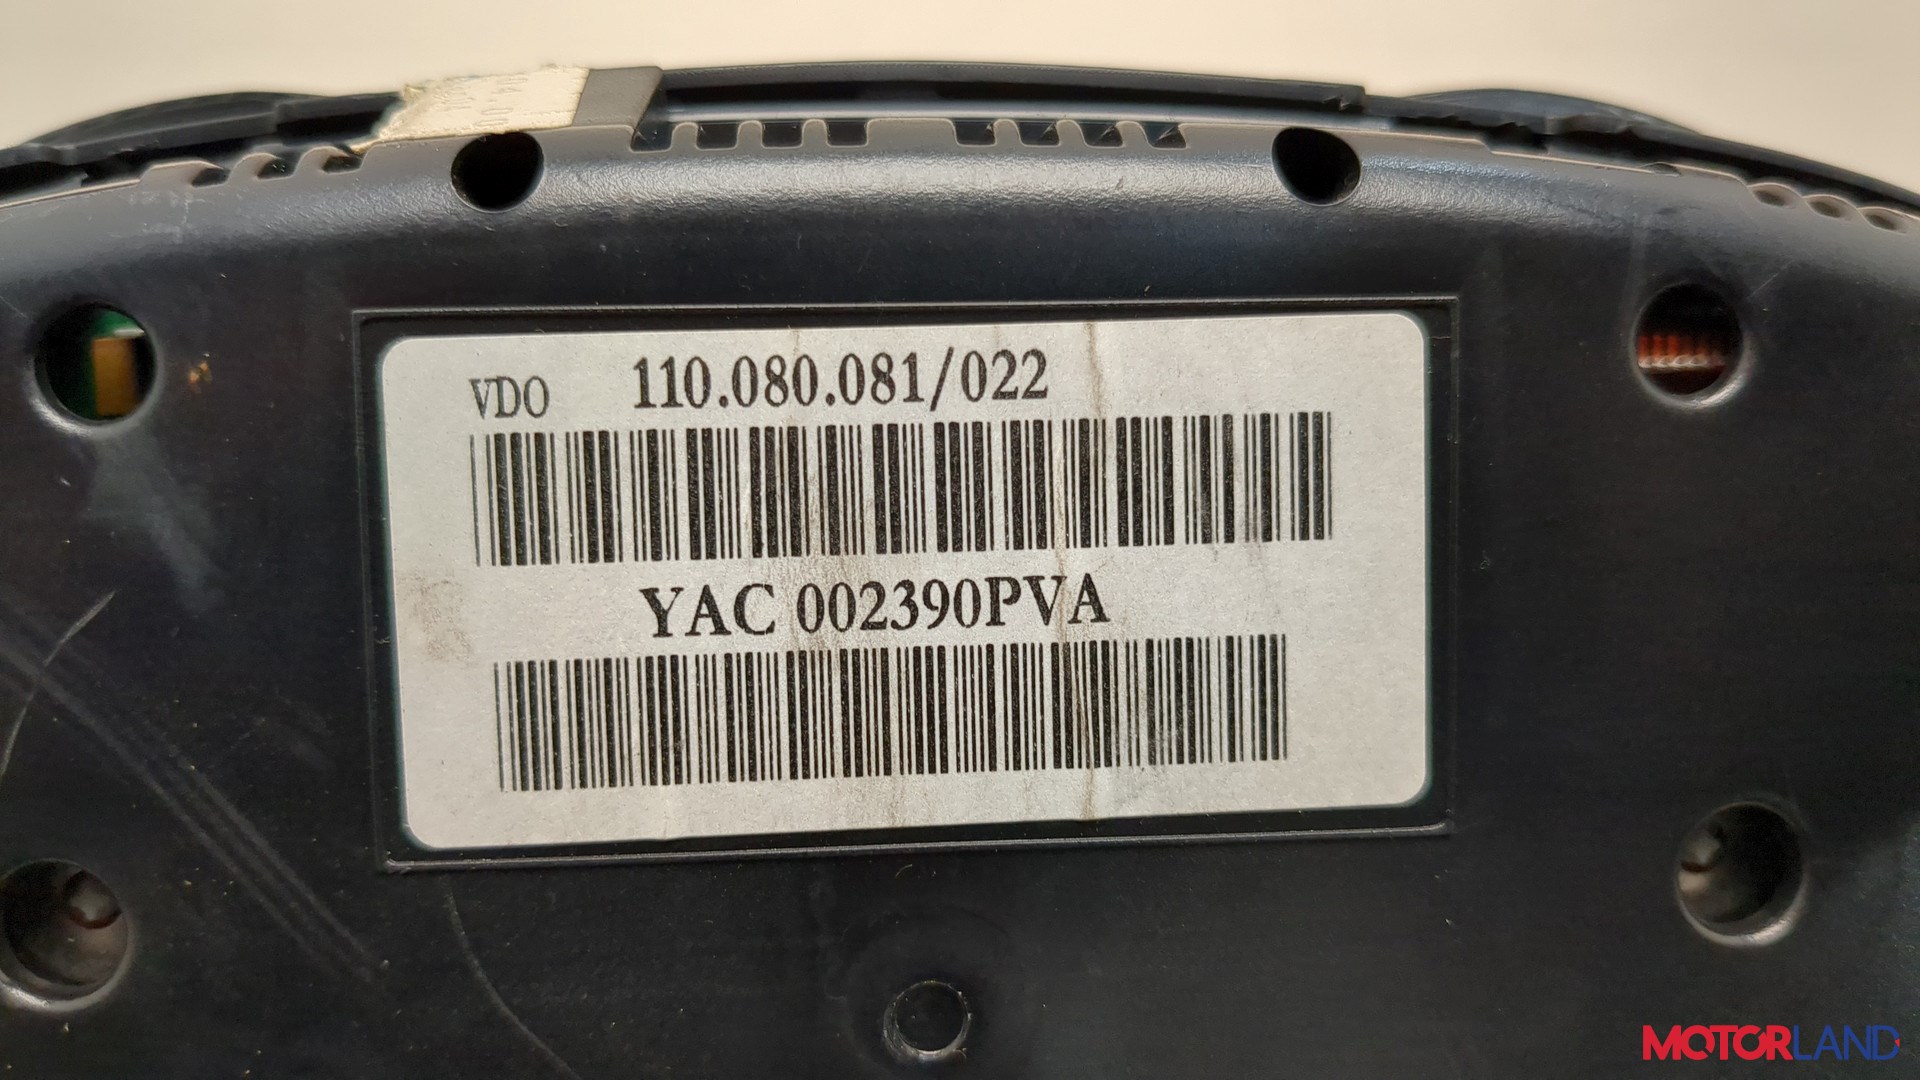 VDO 110.080.081/022
YAC 002390PVA
MOTORLAND